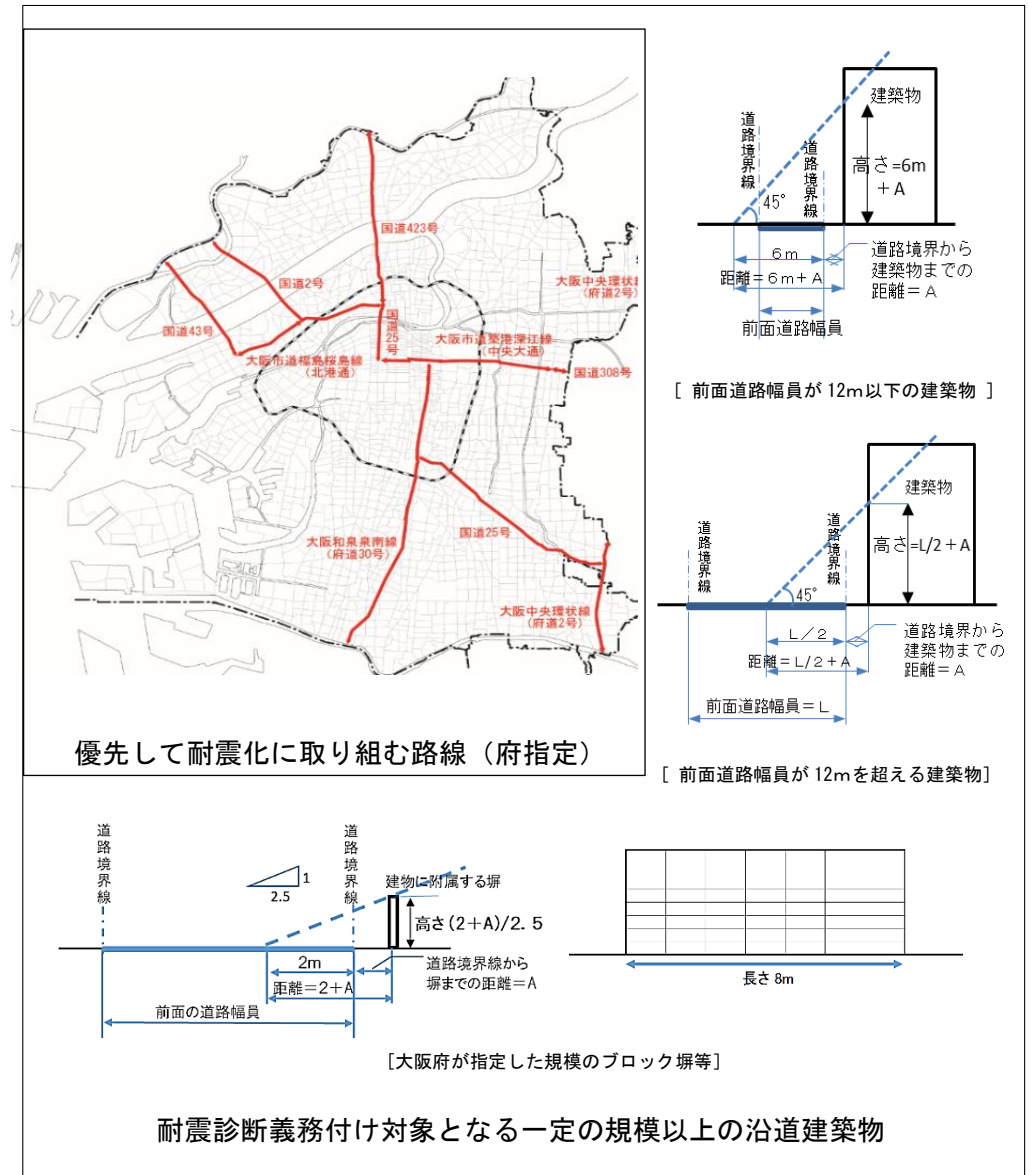 国道423号
国道2号
国道43号
国道25号
大阪中央環状線
(府道2号)
大阪市道築港深江線
(中央大通)
大阪市道福島桜島線
(北港通)
国道308号
国道25号
大阪和泉泉南線
(府道30号)
大阪中央環状線
(府道2号)
優先して耐震化に取り組む路線(府指定)
建築物
道路境界線
道路境界線
高さ=6m
+A
45°
6m
距離=6m+A
道路境界から
建築物までの
距離=A
前面道路幅員
[ 前面道路幅員が 12m以下の建築物 ]
建築物
道路境界線
道路境界線
高さ=L/2+A
45°
L/2
距離=L/2+A
道路境界から
建築物までの
距離=A
前面道路幅員=L
[ 前面道路幅員が 12mを超える建築物]
道路境界線
道路境界線
1
2.5
建物に附属する塀
高さ(2+A)/2.5
2m
距離=2+A
道路境界線から
塀までの距離=A
前面の道路幅員
長さ 8m
[大阪府が指定した規模のブロック塀等]
耐震診断義務付け対象となる一定の規模以上の沿道建築物